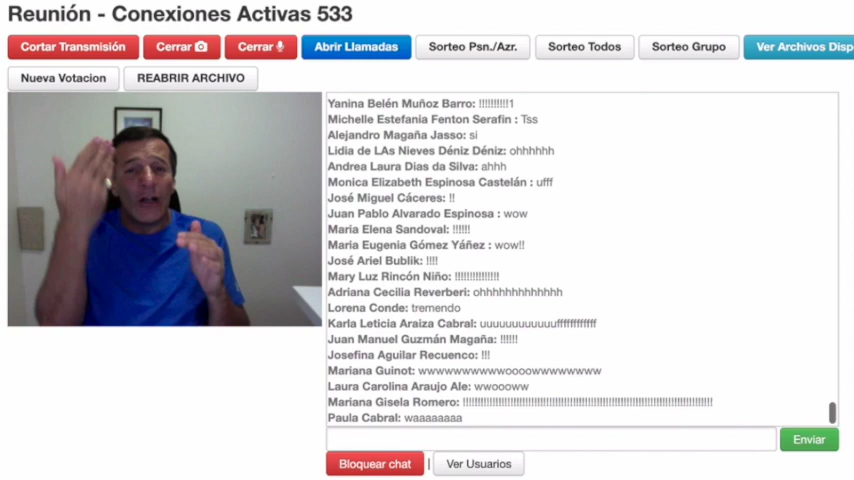 Reunión - Conexiones Activas 533
Cortar Transmisión Cerrar Cerrar Abrir Llamadas Sorteo Psn./Azr. Sorteo Todos Sorteo Grupo Ver Archivos Disp
Nueva Votacion REABRIR ARCHIVO
Yanina Belén Muñoz Barro: !!!!!!!!!!1
Michelle Estefania Fenton Serafin : Tss
Alejandro Magaña Jasso: si
Lidia de LAs Nieves Déniz Déniz: ohhhhhh
Andrea Laura Dias da Silva: ahhh
Monica Elizabeth Espinosa Castelán : ufff
José Miguel Cáceres: !!
Juan Pablo Alvarado Espinosa : wow
Maria Elena Sandoval: !!!!!!
Maria Eugenia Gómez Yáñez : wow!!
José Ariel Bublik: !!!!
Mary Luz Rincón Niño: !!!!!!!!!!!!!!!
Adriana Cecilia Reverberi: ohhhhhhhhhhhhh
Lorena Conde: tremendo
Karla Leticia Araiza Cabral: uuuuuuuuuuuuffffffffffff
Juan Manuel Guzmán Magaña: !!!!!!
Josefina Aguilar Recuenco: !!!
Mariana Guinot: wwwwwwwwwwoooowwwwwwww
Laura Carolina Araujo Ale: wwoooww
Mariana Gisela Romero: !!!!!!!!!!!!!!!!!!!!!!!!!!!!!!!!!!!!!!!!!!!!!!!!!!!!!!!!!!!!!!!!!!!!!!!!!!!!!!!!!!!
Paula Cabral: waaaaaaaa
Enviar
Bloquear chat | Ver Usuarios